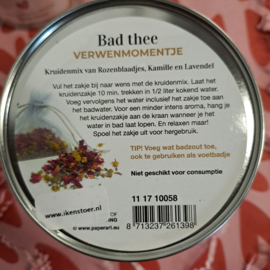 Bad thee
VERWENMOMENTJE
Kruidenmix van Rozenblaadjes, Kamille en Lavendel
Vul het zakje bij naar wens met de kruidenmix. Laat het
kruidenzakje 10 min. trekken in 1/2 liter kokend water.
Voeg vervolgens het water inclusief het zakje toe aan
het badwater. Voor een meer intens aroma, hang je
het kruidenzakje aan de kraan wanneer je het
water in bad laat lopen. En relaxen maar!
Spoel het zakje uit voor hergebruik.
TIP! Voeg wat badzout toe,
ook te gebruiken als voetbadje
Niet geschikt voor consumptie
www.ikenstoer.nl
11 17 10058
© www.paperart.eu
8 713237 261398